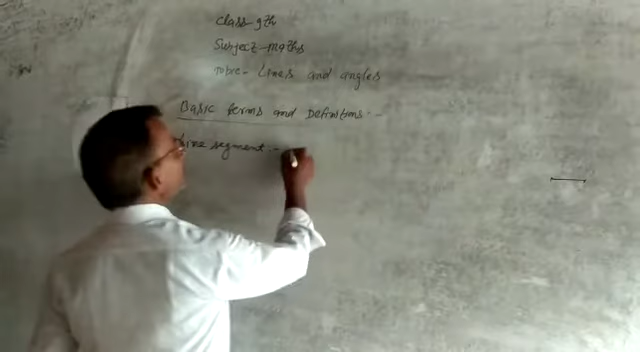 Class-9th
Subject-maths
Topic- Lines and angles
Basic terms and Definitions:-
Line segment:-